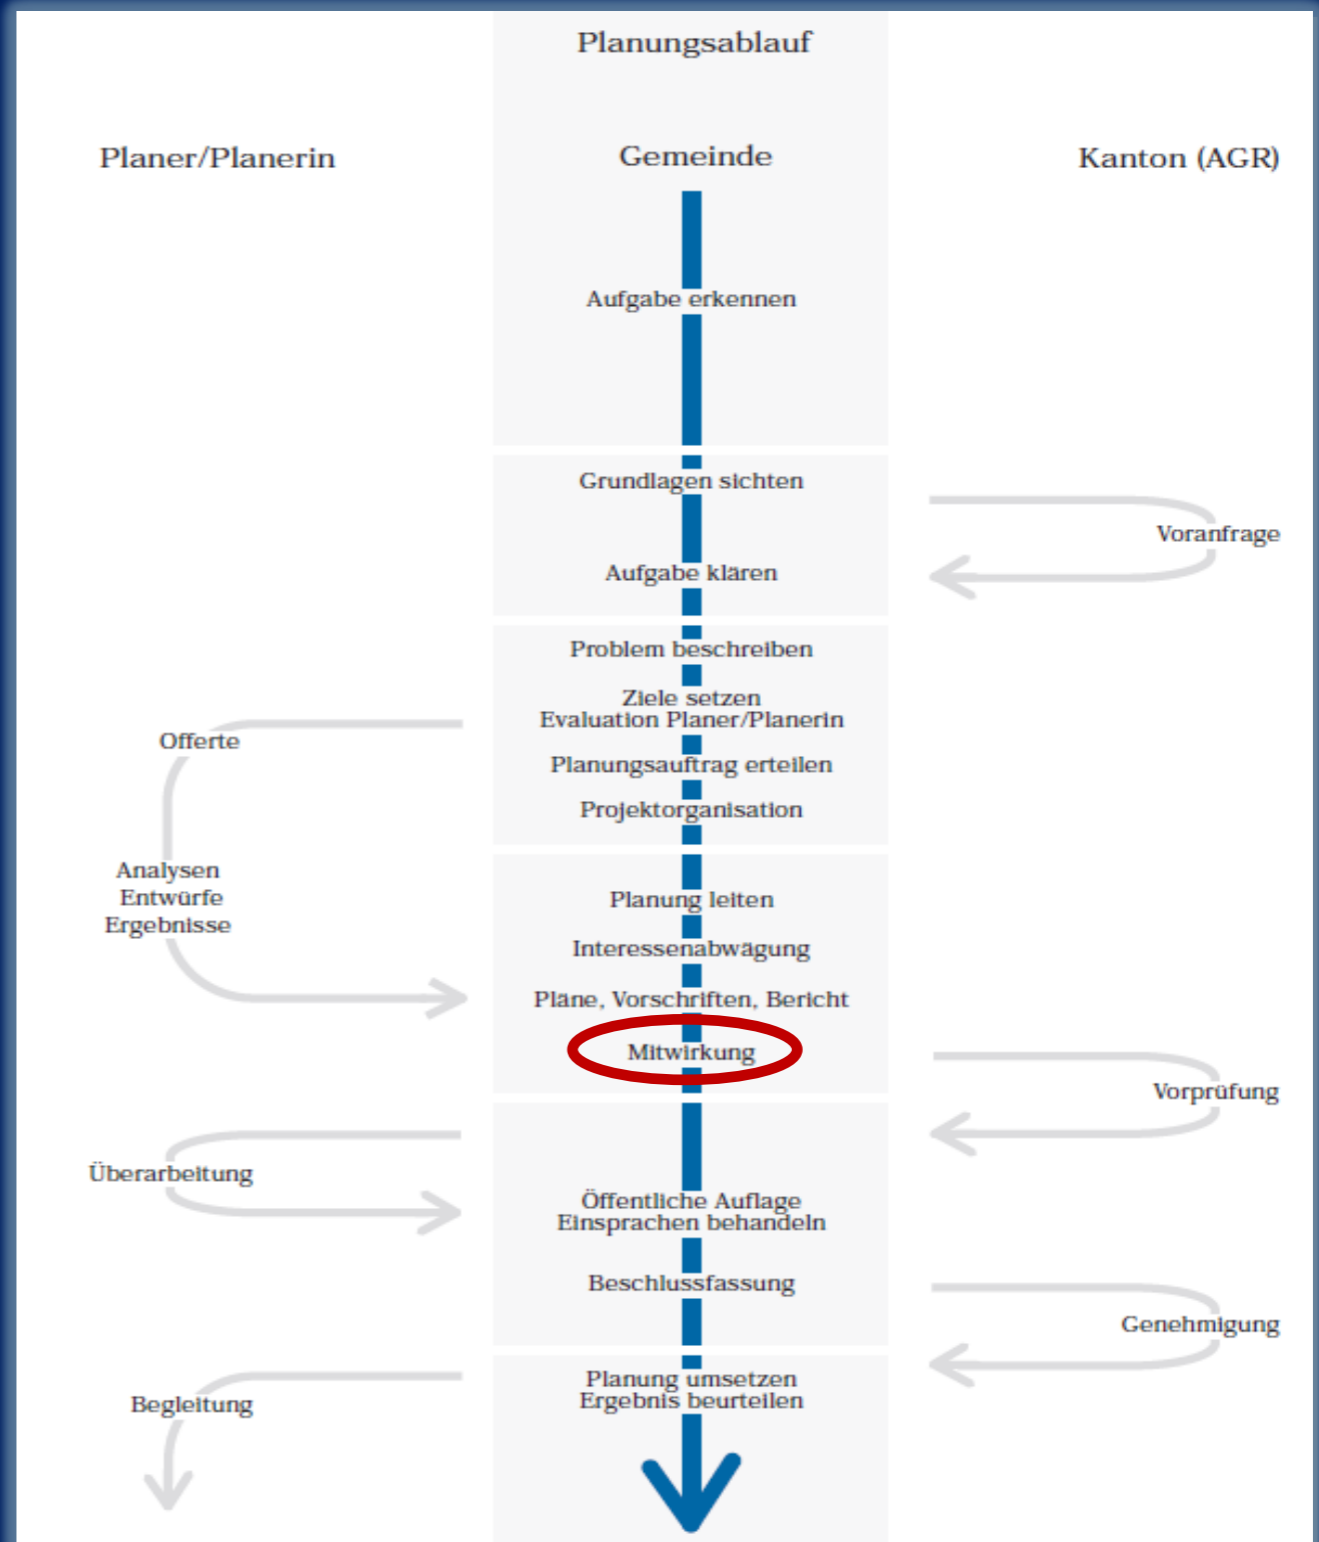 Planungsablauf
Planer/Planerin
Gemeinde
Kanton (AGR)
Aufgabe erkennen
Grundlagen sichten
Voranfrage
Aufgabe klären
Problem beschreiben
Ziele setzen
Evaluation Planer/Planerin
Offerte
Planungsauftrag erteilen
Projektorganisation
Analysen
Entwürfe
Ergebnisse
Planung leiten
Interessenabwägung
Pläne, Vorschriften, Bericht
Mitwirkung
Vorprüfung
Überarbeitung
Öffentliche Auflage
Einsprachen behandeln
Beschlussfassung
Genehmigung
Planung umsetzen
Ergebnis beurteilen
Begleitung